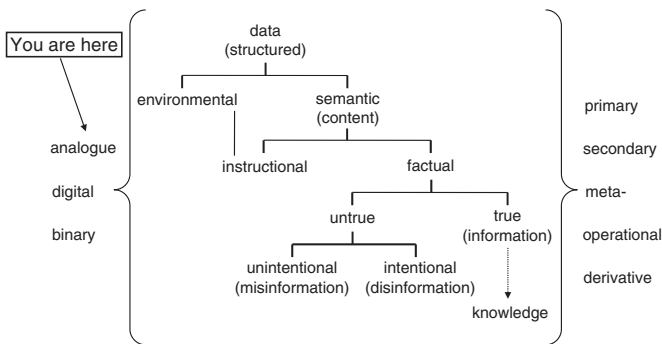 You are here
data
(structured)
environmental
semantic
(content)
instructional
factual
untrue
true
(information)
unintentional
(misinformation)
intentional
(disinformation)
knowledge
analogue
digital
binary
primary
secondary
meta-
operational
derivative